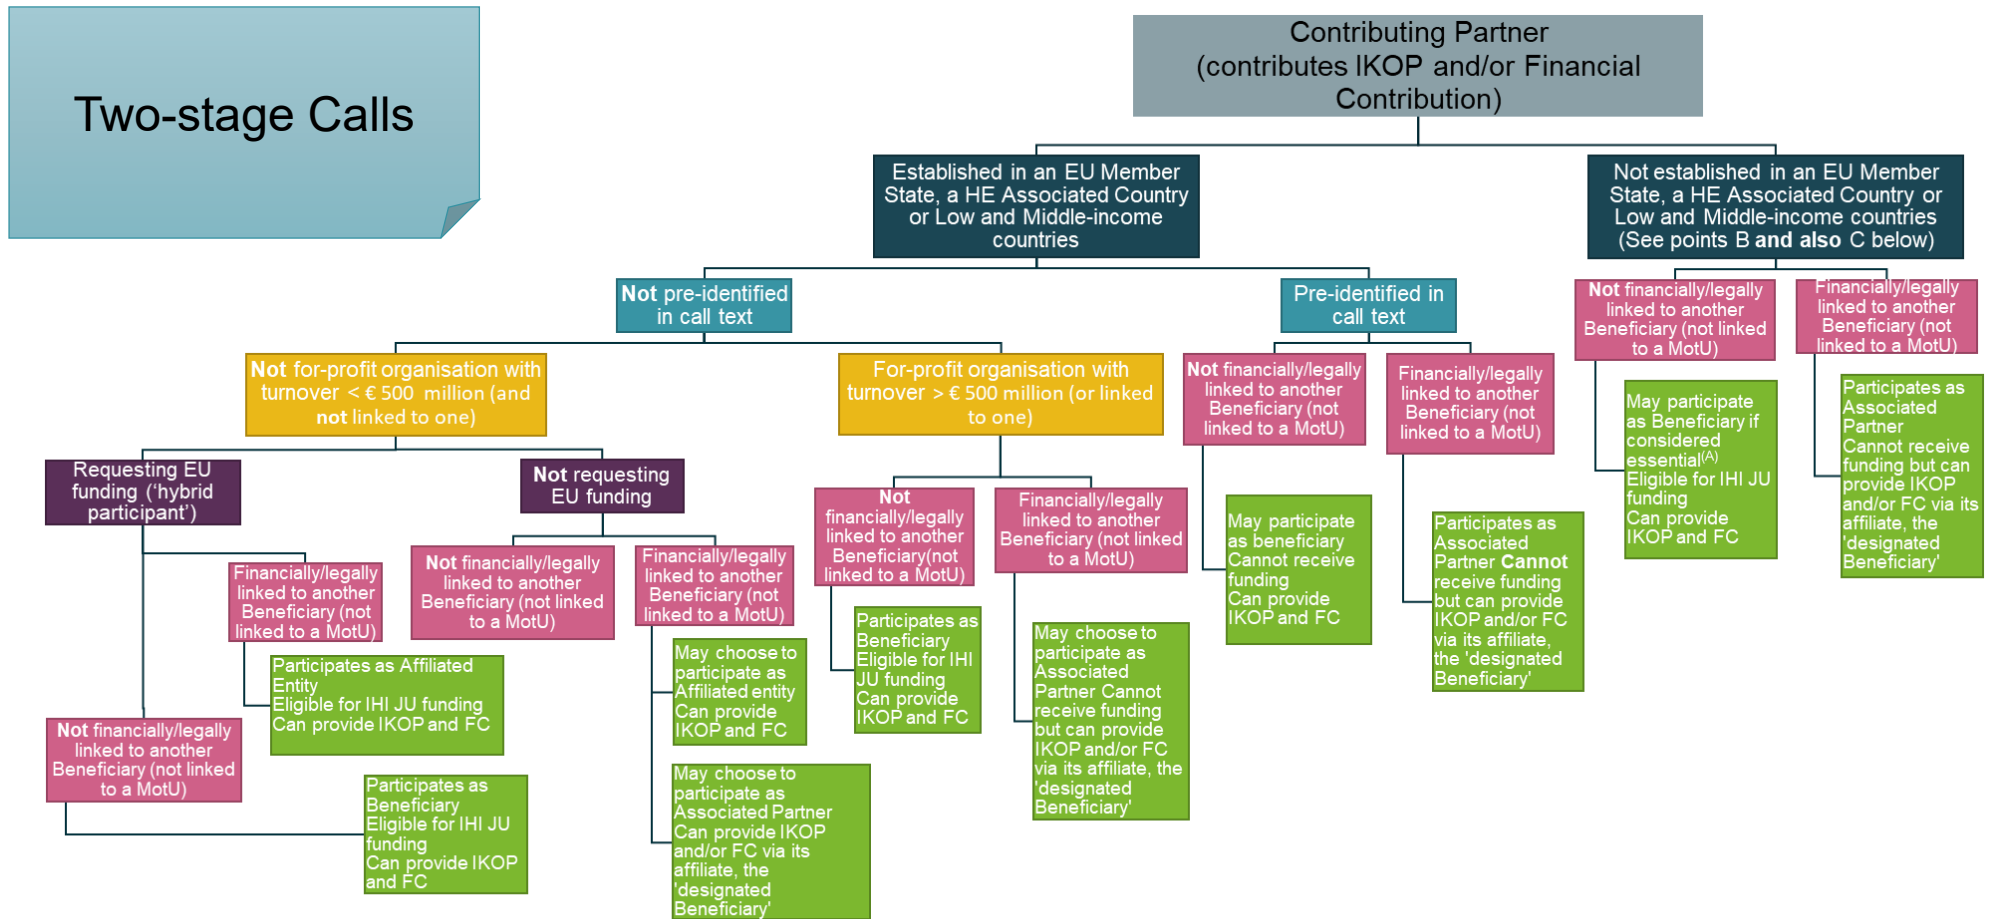 Two-stage Calls
Contributing Partner
(contributes IKOP and/or Financial
Contribution)
Established in an EU Member
State, a HE Associated Country
or Low and Middle-income
countries
Not established in an EU Member
State, a HE Associated Country or
Low and Middle-income countries
(See points B and also C below)
Not pre-identified
in call text
Pre-identified in
call text
Not financially/legally
linked to another
Beneficiary (not linked
to a MotU)
Financially/legally
linked to another
Beneficiary (not
linked to a MotU)
Not for-profit organisation with
turnover < € 500 million (and
not linked to one)
For-profit organisation with
turnover > € 500 million (or linked
to one)
Not financially/legally
linked to another
Beneficiary (not
linked to a MotU)
Financially/legally
linked to another
Beneficiary (not
linked to a MotU)
May participate
as Beneficiary if
considered
essential(A)
Eligible for IHI JU
funding
Can provide
IKOP and FC
Participates as
Associated
Partner
Cannot receive
funding but can
provide IKOP
and/or FC via its
affiliate, the
'designated
Beneficiary'
Requesting EU
funding (‘hybrid
participant’)
Not requesting
EU funding
Not
financially/legally
linked to another
Beneficiary(not
linked to a MotU)
Financially/legally
linked to another
Beneficiary (not linked
to a MotU)
May participate
as beneficiary
Cannot receive
funding
Can provide
IKOP and FC
Participates as
Associated
Partner Cannot
receive funding
but can provide
IKOP and/or FC
via its affiliate,
the 'designated
Beneficiary'
Financially/legally
linked to another
Beneficiary (not
linked to a MotU)
Not financially/legally
linked to another
Beneficiary (not linked
to a MotU)
Financially/legally
linked to another
Beneficiary (not
linked to a MotU)
Participates as
Beneficiary
Eligible for IHI
JU funding
Can provide
IKOP and FC
May choose to
participate as
Associated
Partner Cannot
receive funding
but can provide
IKOP and/or FC
via its affiliate, the
'designated
Beneficiary'
Participates as Affiliated
Entity
Eligible for IHI JU funding
Can provide IKOP and FC
May choose to
participate as
Affiliated entity
Can provide
IKOP and FC
Not financially/legally
linked to another
Beneficiary (not linked
to a MotU)
Participates as
Beneficiary
Eligible for IHI JU
funding
Can provide IKOP
and FC
May choose to
participate as
Associated Partner
Can provide IKOP
and/or FC via its
affiliate, the
'designated
Beneficiary'